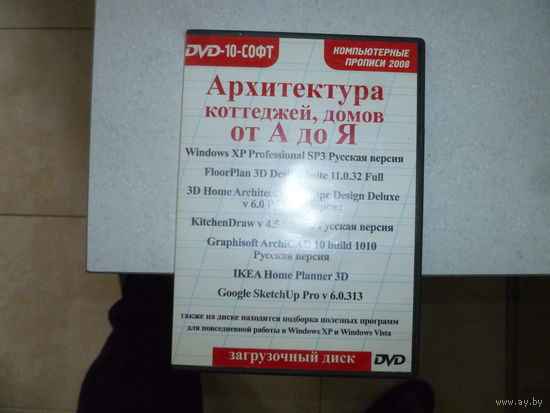 DVD-10-СОФТ
КОМПЬЮТЕРНЫЕ
ПРОПИСИ 2008
Архитектура
коттеджей, домов
от А до Я
Windows XP Professional SP3 Русская версия
FloorPlan 3D Design Suite 11.0.32 Full
3D Home Architect Design Deluxe
v 6.0 версия
KitchenDraw v Русская версия
Graphisoft ArchiCAD 10 build 1010
Русская версия
IKEA Home Planner 3D
Google SketchUp Pro v 6.0.313
также на диске находится подборка полезных программ
для повседневной работы в Windows XP и Windows Vista
загрузочный диск
DVD
www.ay.by